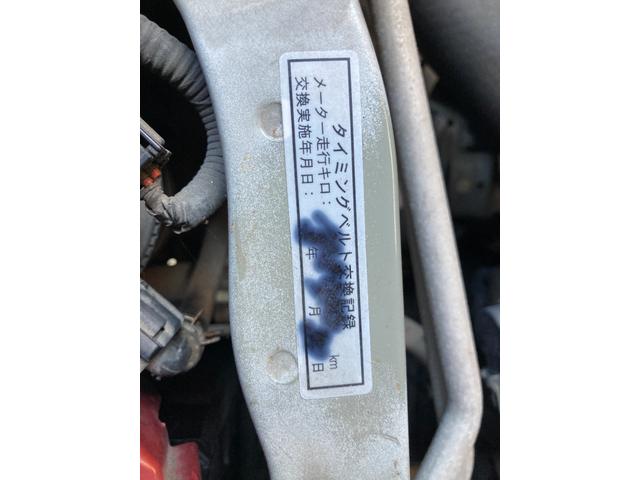 タイミングベルト交換記録
メーター走行キロ： km
交換実施年月日： 年 月 日